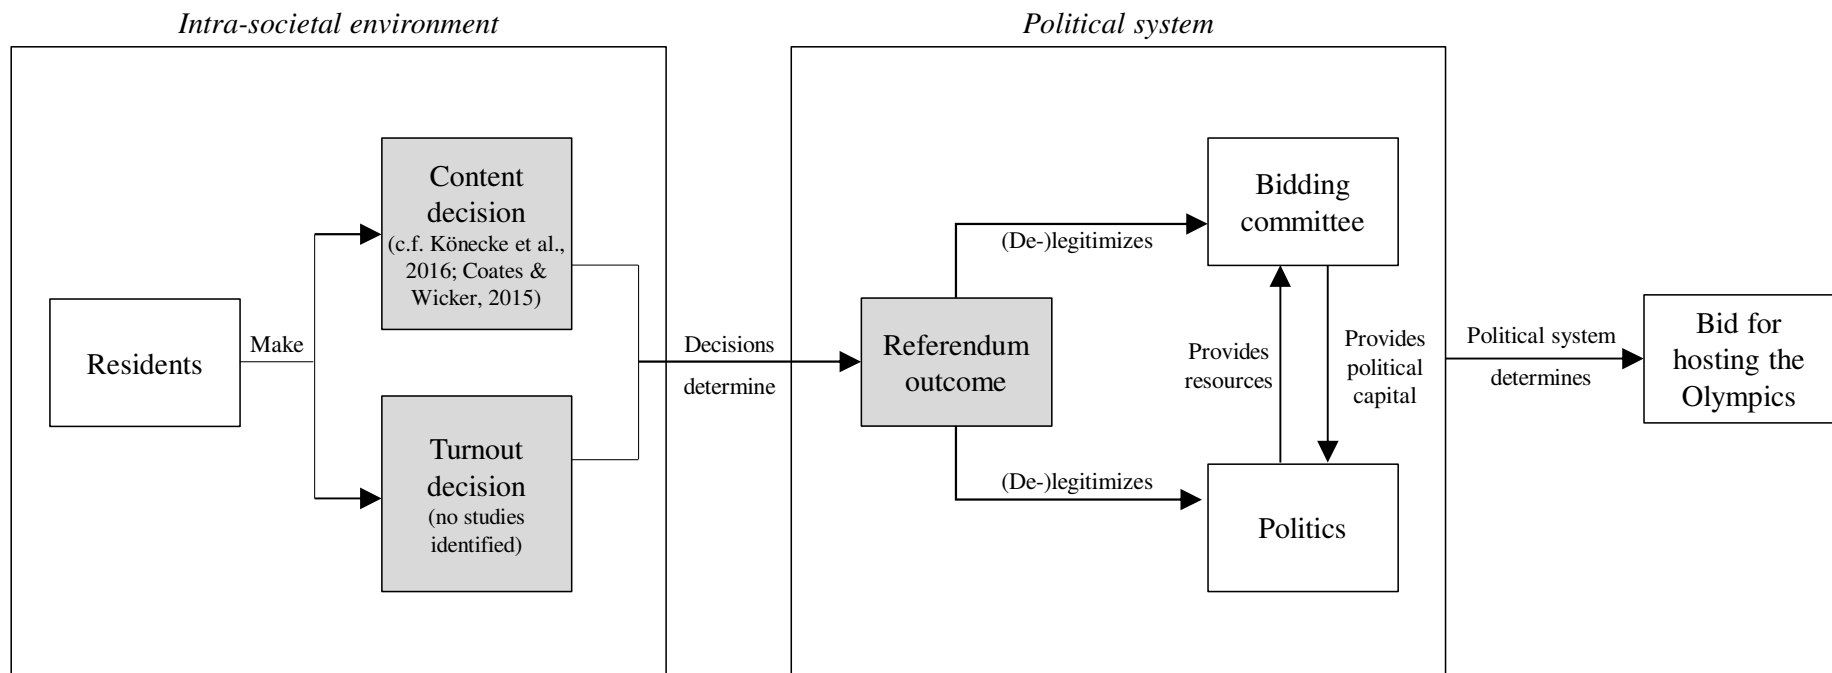 Intra-societal environment
Political system
Residents
Make
Content
decision
(c.f. Könecke et al.,
2016; Coates &
Wicker, 2015)
Turnout
decision
(no studies
identified)
Decisions
determine
Referendum
outcome
(De-)legitimizes
(De-)legitimizes
Bidding
committee
Provides
resources
Provides
political
capital
Politics
Political system
determines
Bid for
hosting the
Olympics